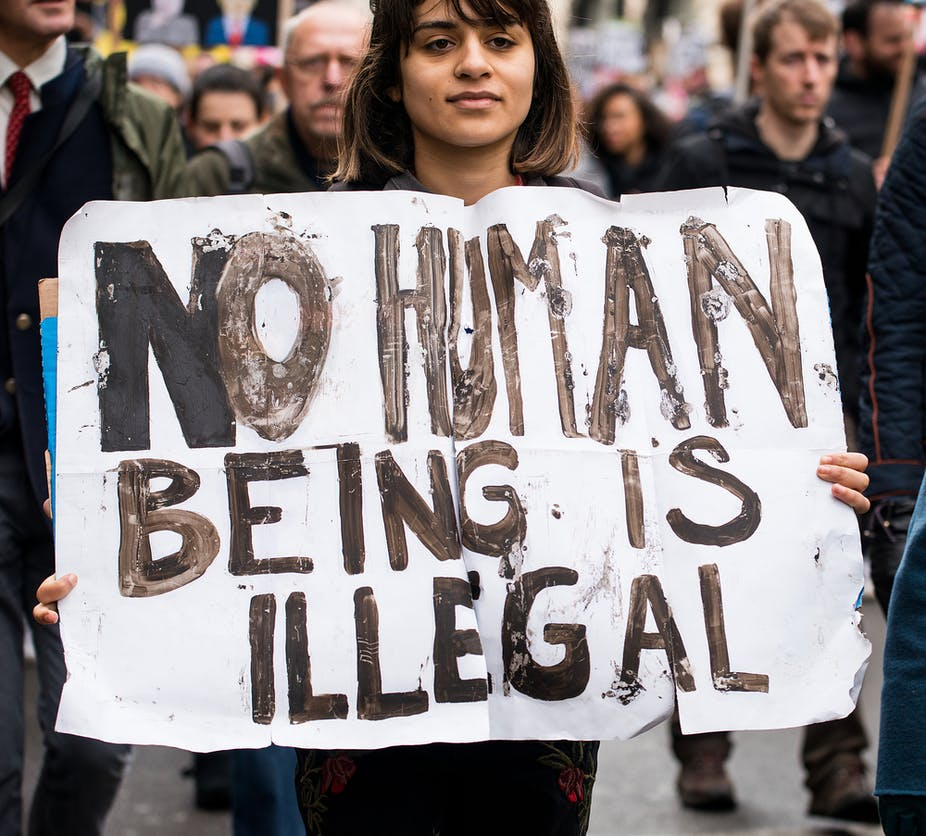 NO HUMAN
BEING IS
ILLEGAL